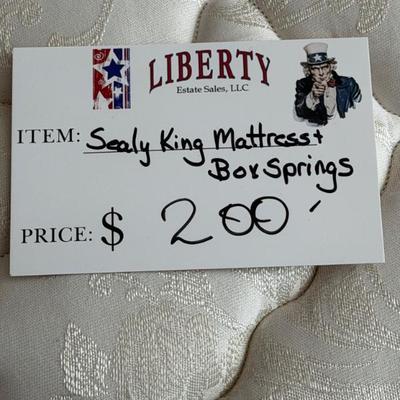 LIBERTY
Estate Sales, LLC
ITEM: Sealy King Mattress +
Box Springs
PRICE: $ 200